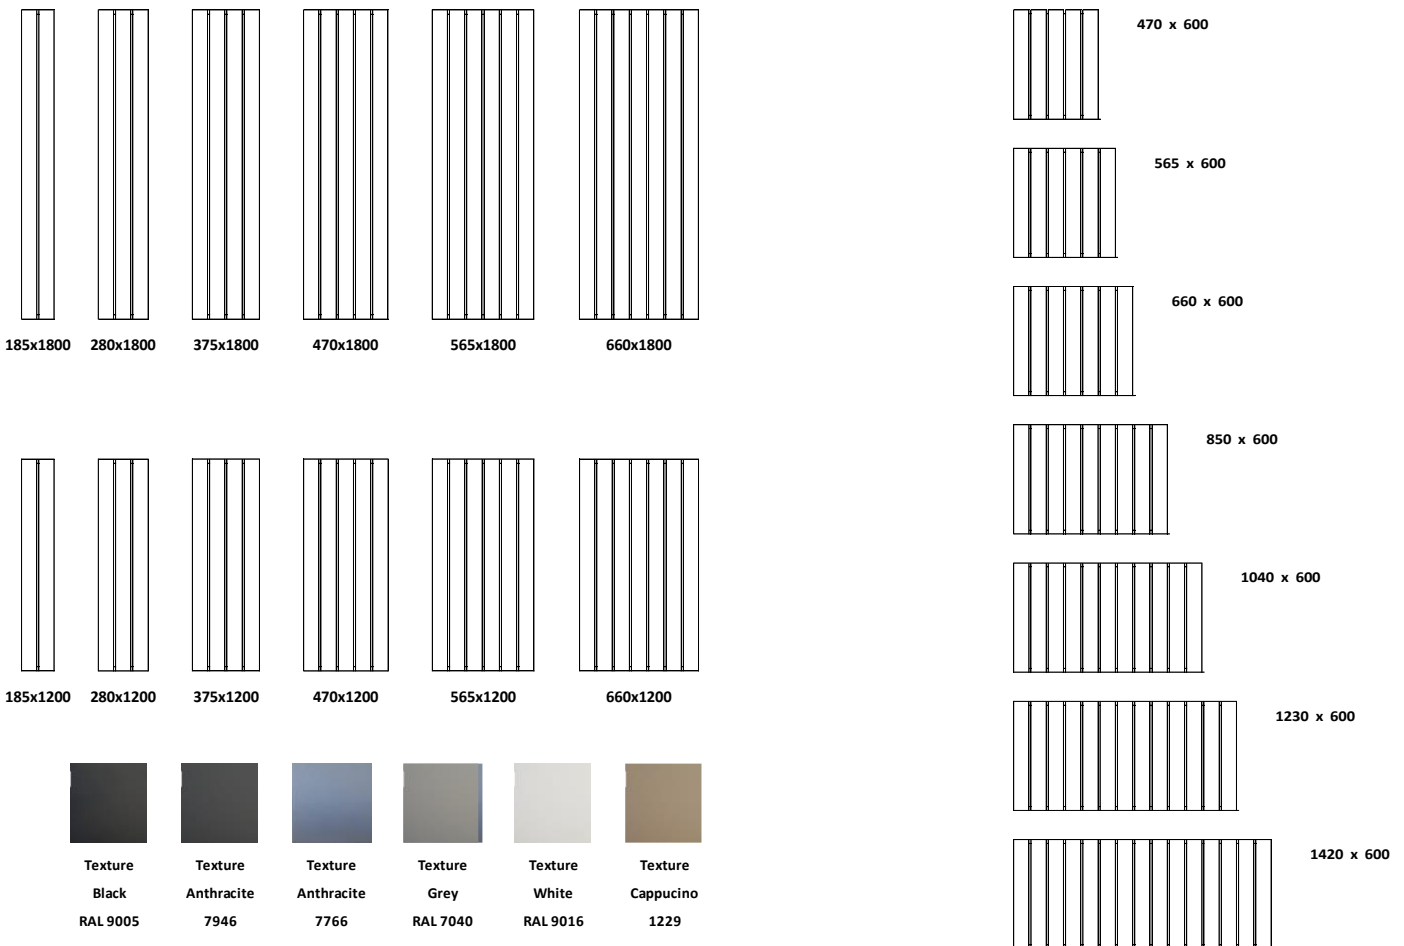 185x1800 280x1800 375x1800 470x1800 565x1800 660x1800
185x1200 280x1200 375x1200 470x1200 565x1200 660x1200
Texture
Black
RAL 9005
Texture
Anthracite
7946
Texture
Anthracite
7766
Texture
Grey
RAL 7040
Texture
White
RAL 9016
Texture
Cappucino
1229
470 x 600
565 x 600
660 x 600
850 x 600
1040 x 600
1230 x 600
1420 x 600